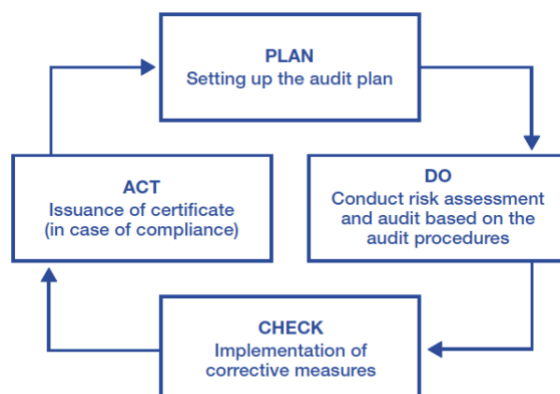 PLAN
Setting up the audit plan
DO
Conduct risk assessment
and audit based on the
audit procedures
CHECK
Implementation of
corrective measures
ACT
Issuance of certificate
(in case of compliance)